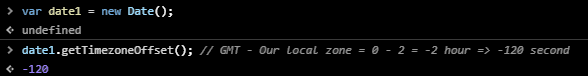 > var date1 = new Date();
< undefined
> date1.getTimezoneOffset(); // GMT - Our local zone = 0 - 2 = -2 hour => -120 second
< -120